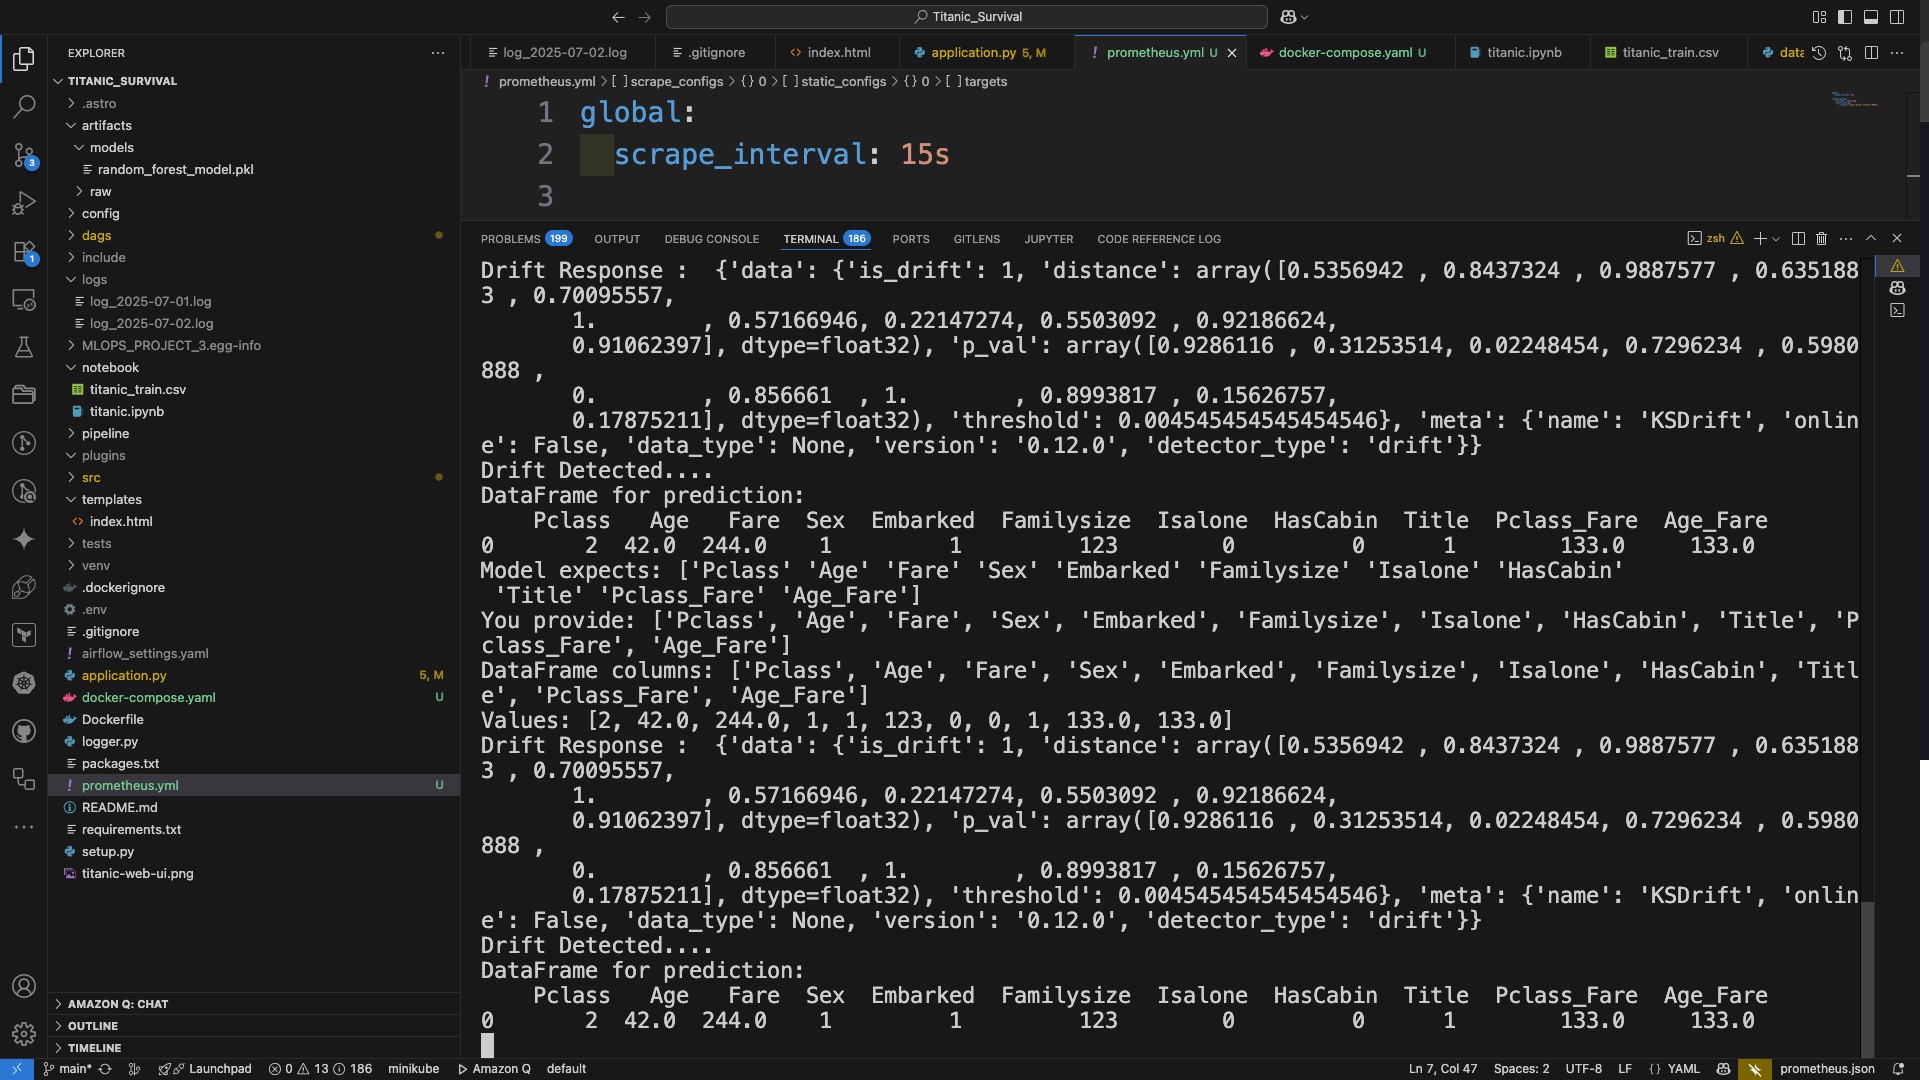 Titanic_Survival
EXPLORER
TITANIC_SURVIVAL
.astro
artifacts
models
random_forest_model.pkl
raw
config
dags
include
logs
log_2025-07-01.log
log_2025-07-02.log
MLOPS_PROJECT_3.egg-info
notebook
titanic_train.csv
titanic.ipynb
pipeline
plugins
src
templates
index.html
tests
venv
.dockerignore
.env
.gitignore
airflow_settings.yaml
application.py 5, M
docker-compose.yaml U
Dockerfile
logger.py
packages.txt
prometheus.yml U
README.md
requirements.txt
setup.py
titanic-web-ui.png
AMAZON Q: CHAT
OUTLINE
TIMELINE
3
1
log_2025-07-02.log .gitignore index.html application.py 5, M prometheus.yml U docker-compose.yaml U titanic.ipynb titanic_train.csv data
prometheus.yml > [ ] scrape_configs > {} 0 > [ ] static_configs > {} 0 > [ ] targets
1 global:
2 scrape_interval: 15s
3
PROBLEMS 199 OUTPUT DEBUG CONSOLE TERMINAL 186 PORTS GITLENS JUPYTER CODE REFERENCE LOG zsh
Drift Response :  {'data': {'is_drift': 1, 'distance': array([0.5356942 , 0.8437324 , 0.9887577 , 0.635188
3 , 0.70095557,
1.        , 0.57166946, 0.22147274, 0.5503092 , 0.92186624,
0.91062397], dtype=float32), 'p_val': array([0.9286116 , 0.31253514, 0.02248454, 0.7296234 , 0.5980
888 ,
0.        , 0.856661  , 1.        , 0.8993817 , 0.15626757,
0.17875211], dtype=float32), 'threshold': 0.004545454545454546}, 'meta': {'name': 'KSDrift', 'onlin
e': False, 'data_type': None, 'version': '0.12.0', 'detector_type': 'drift'}}
Drift Detected....
DataFrame for prediction:
Pclass   Age   Fare  Sex  Embarked  Familysize  Isalone  HasCabin  Title  Pclass_Fare  Age_Fare
0       2  42.0  244.0    1         1         123        0         0      1        133.0     133.0
Model expects: ['Pclass' 'Age' 'Fare' 'Sex' 'Embarked' 'Familysize' 'Isalone' 'HasCabin'
'Title' 'Pclass_Fare' 'Age_Fare']
You provide: ['Pclass', 'Age', 'Fare', 'Sex', 'Embarked', 'Familysize', 'Isalone', 'HasCabin', 'Title', 'P
class_Fare', 'Age_Fare']
DataFrame columns: ['Pclass', 'Age', 'Fare', 'Sex', 'Embarked', 'Familysize', 'Isalone', 'HasCabin', 'Titl
e', 'Pclass_Fare', 'Age_Fare']
Values: [2, 42.0, 244.0, 1, 1, 123, 0, 0, 1, 133.0, 133.0]
Drift Response :  {'data': {'is_drift': 1, 'distance': array([0.5356942 , 0.8437324 , 0.9887577 , 0.635188
3 , 0.70095557,
1.        , 0.57166946, 0.22147274, 0.5503092 , 0.92186624,
0.91062397], dtype=float32), 'p_val': array([0.9286116 , 0.31253514, 0.02248454, 0.7296234 , 0.5980
888 ,
0.        , 0.856661  , 1.        , 0.8993817 , 0.15626757,
0.17875211], dtype=float32), 'threshold': 0.004545454545454546}, 'meta': {'name': 'KSDrift', 'onlin
e': False, 'data_type': None, 'version': '0.12.0', 'detector_type': 'drift'}}
Drift Detected....
DataFrame for prediction:
Pclass   Age   Fare  Sex  Embarked  Familysize  Isalone  HasCabin  Title  Pclass_Fare  Age_Fare
0       2  42.0  244.0    1         1         123        0         0      1        133.0     133.0
main* Launchpad 0 13 186 minikube Amazon Q default Ln 7, Col 47 Spaces: 2 UTF-8 LF {} YAML prometheus.json